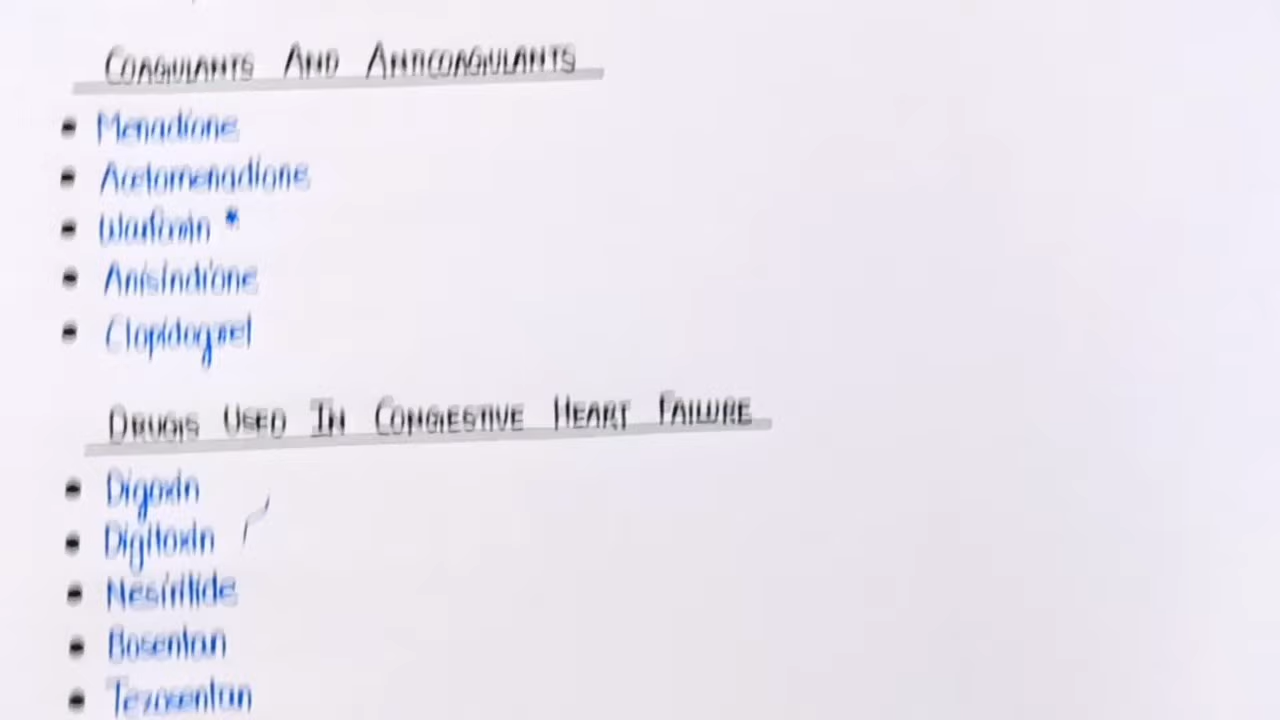 COAGULANTS AND ANTICOAGULANTS
• Menadione
• Acetomenadione
• Warfarin *
• Anisindione
• Clopidogrel
DRUGS USED IN CONGESTIVE HEART FAILURE
• Digoxin
• Digitoxin
• Nesiritide
• Bosentan
• Tezosentan